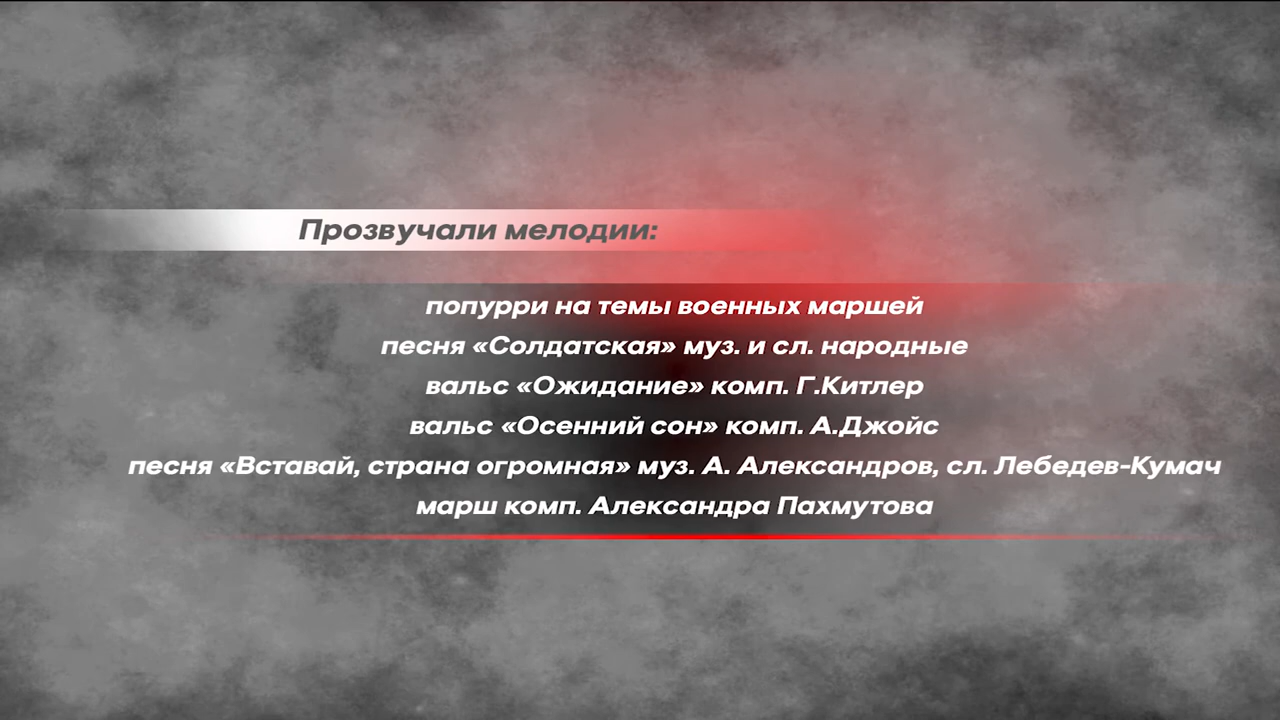 Прозвучали мелодии:
попурри на темы военных маршей
песня «Солдатская» муз. и сл. народные
вальс «Ожидание» комп. Г.Китлер
вальс «Осенний сон» комп. А.Джойс
песня «Вставай, страна огромная» муз. А. Александров, сл. Лебедев-Кумач
марш комп. Александра Пахмутова